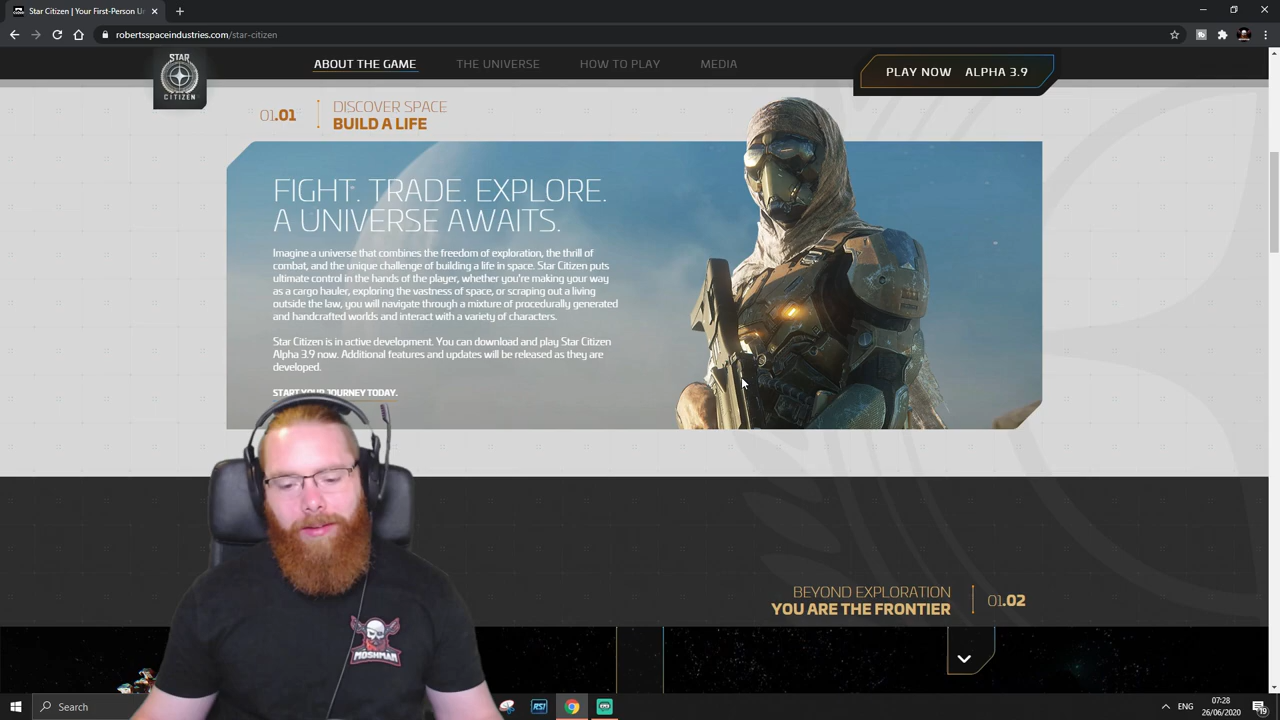 Star Citizen | Your First-Person U
robertsspaceindustries.com/star-citizen
STAR
CITIZEN
ABOUT THE GAME
THE UNIVERSE
HOW TO PLAY
MEDIA
PLAY NOW ALPHA 3.9
01.01
DISCOVER SPACE
BUILD A LIFE
FIGHT. TRADE. EXPLORE.
A UNIVERSE AWAITS.
Imagine a universe that combines the freedom of exploration, the thrill of
combat, and the unique challenge of building a life in space. Star Citizen puts
ultimate control in the hands of the player, whether you're making your way
as a cargo hauler, exploring the vastness of space, or scraping out a living
outside the law, you will navigate through a mixture of procedurally generated
and handcrafted worlds and interact with a variety of characters.
Star Citizen is in active development. You can download and play Star Citizen
Alpha 3.9 now. Additional features and updates will be released as they are
developed.
START YOUR JOURNEY TODAY.
BEYOND EXPLORATION
YOU ARE THE FRONTIER
01.02
MOSHMAN
Search
RSI
ENG
07:28
26/06/2020
19